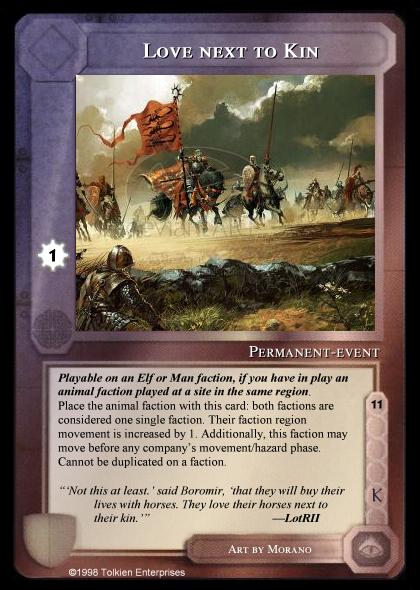 LOVE NEXT TO KIN
1
PERMANENT-EVENT
Playable on an Elf or Man faction, if you have in play an
animal faction played at a site in the same region.
Place the animal faction with this card: both factions are
considered one single faction. Their faction region
movement is increased by 1. Additionally, this faction may
move before any company's movement/hazard phase.
Cannot be duplicated on a faction.
11
K
"'Not this at least.' said Boromir, 'that they will buy their
lives with horses. They love their horses next to
their kin.'" —LotRII
ART BY MORANO
©1998 Tolkien Enterprises